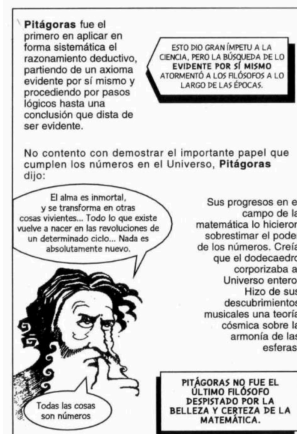 Pitágoras fue el
primero en aplicar en
forma sistemática el
razonamiento deductivo,
partiendo de un axioma
evidente por sí mismo y
procediendo por pasos
lógicos hasta una
conclusión que dista de
ser evidente.
ESTO DIO GRAN ÍMPETU A LA
CIENCIA, PERO LA BÚSQUEDA DE LO
EVIDENTE POR SÍ MISMO
ATORMENTÓ A LOS FILÓSOFOS A LO
LARGO DE LAS ÉPOCAS.
No contento con demostrar el importante papel que
cumplen los números en el Universo, Pitágoras
dijo:
El alma es inmortal,
y se transforma en otras
cosas vivientes... Todo lo que existe
vuelve a nacer en las revoluciones de
un determinado ciclo... Nada es
absolutamente nuevo.
Sus progresos en e
campo de la
matemática lo hicieron
sobrestimar el pode
de los números. Creía
que el dodecaedro
corporizaba a
Universo entero
Hizo de sus
descubrimientos
musicales una teoría
cósmica sobre la
armonía de las
esferas
Todas las cosas
son números
PITÁGORAS NO FUE EL
ÚLTIMO FILÓSOFO
DESPISTADO POR LA
BELLEZA Y CERTEZA DE LA
MATEMÁTICA.